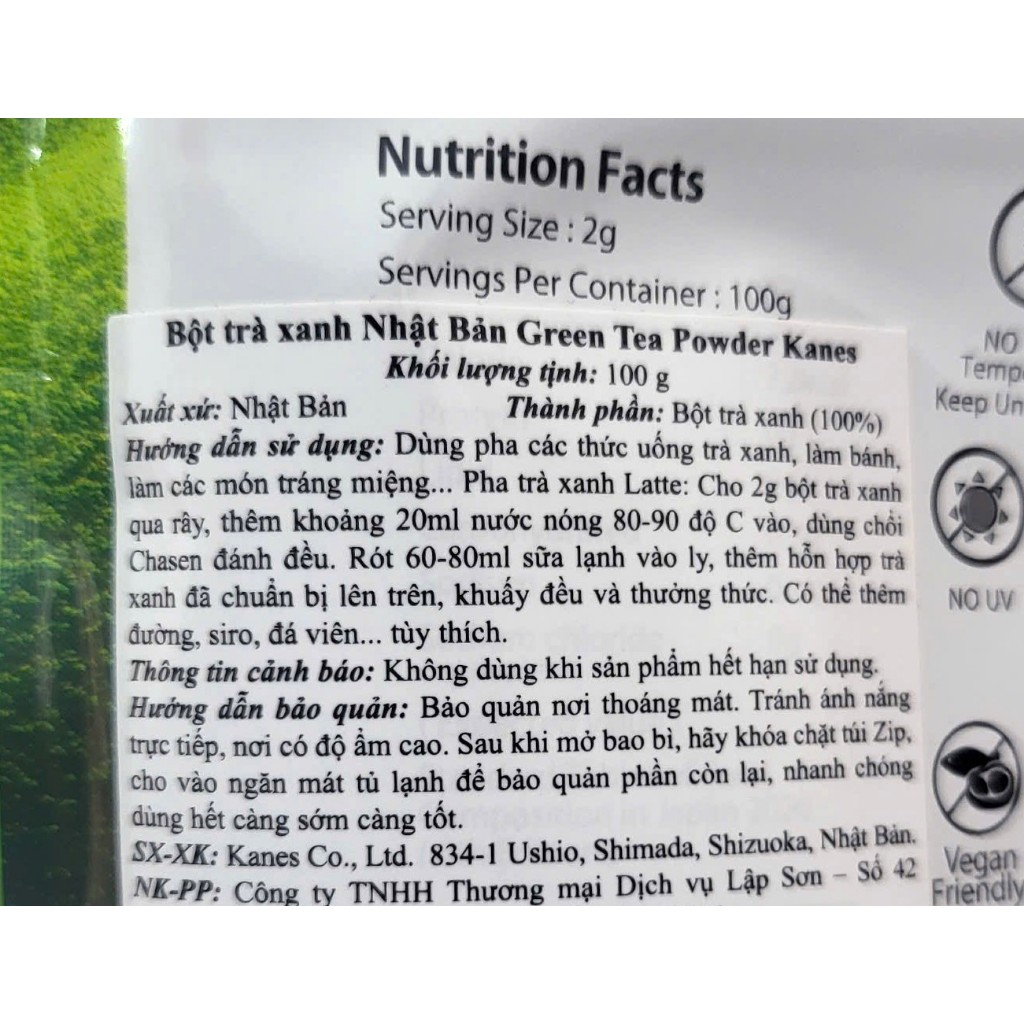 Nutrition Facts
Serving Size : 2g
Servings Per Container : 100g
Bột trà xanh Nhật Bản Green Tea Powder Kanes
Khối lượng tịnh: 100 g
Xuất xứ: Nhật Bản Thành phần: Bột trà xanh (100%)
Hướng dẫn sử dụng: Dùng pha các thức uống trà xanh, làm bánh,
làm các món tráng miệng... Pha trà xanh Latte: Cho 2g bột trà xanh
qua rây, thêm khoảng 20ml nước nóng 80-90 độ C vào, dùng chổi
Chasen đánh đều. Rót 60-80ml sữa lạnh vào ly, thêm hỗn hợp trà
xanh đã chuẩn bị lên trên, khuấy đều và thưởng thức. Có thể thêm
đường, siro, đá viên... tùy thích.
Thông tin cảnh báo: Không dùng khi sản phẩm hết hạn sử dụng.
Hướng dẫn bảo quản: Bảo quản nơi thoáng mát. Tránh ánh nắng
trực tiếp, nơi có độ ẩm cao. Sau khi mở bao bì, hãy khóa chặt túi Zip,
cho vào ngăn mát tủ lạnh để bảo quản phần còn lại, nhanh chóng
dùng hết càng sớm càng tốt.
SX-XK: Kanes Co., Ltd. 834-1 Ushio, Shimada, Shizuoka, Nhật Bản.
NK-PP: Công ty TNHH Thương mại Dịch vụ Lập Sơn – Số 42
NO
Tempe
Keep Un
NO UV
Vegan
Friendly